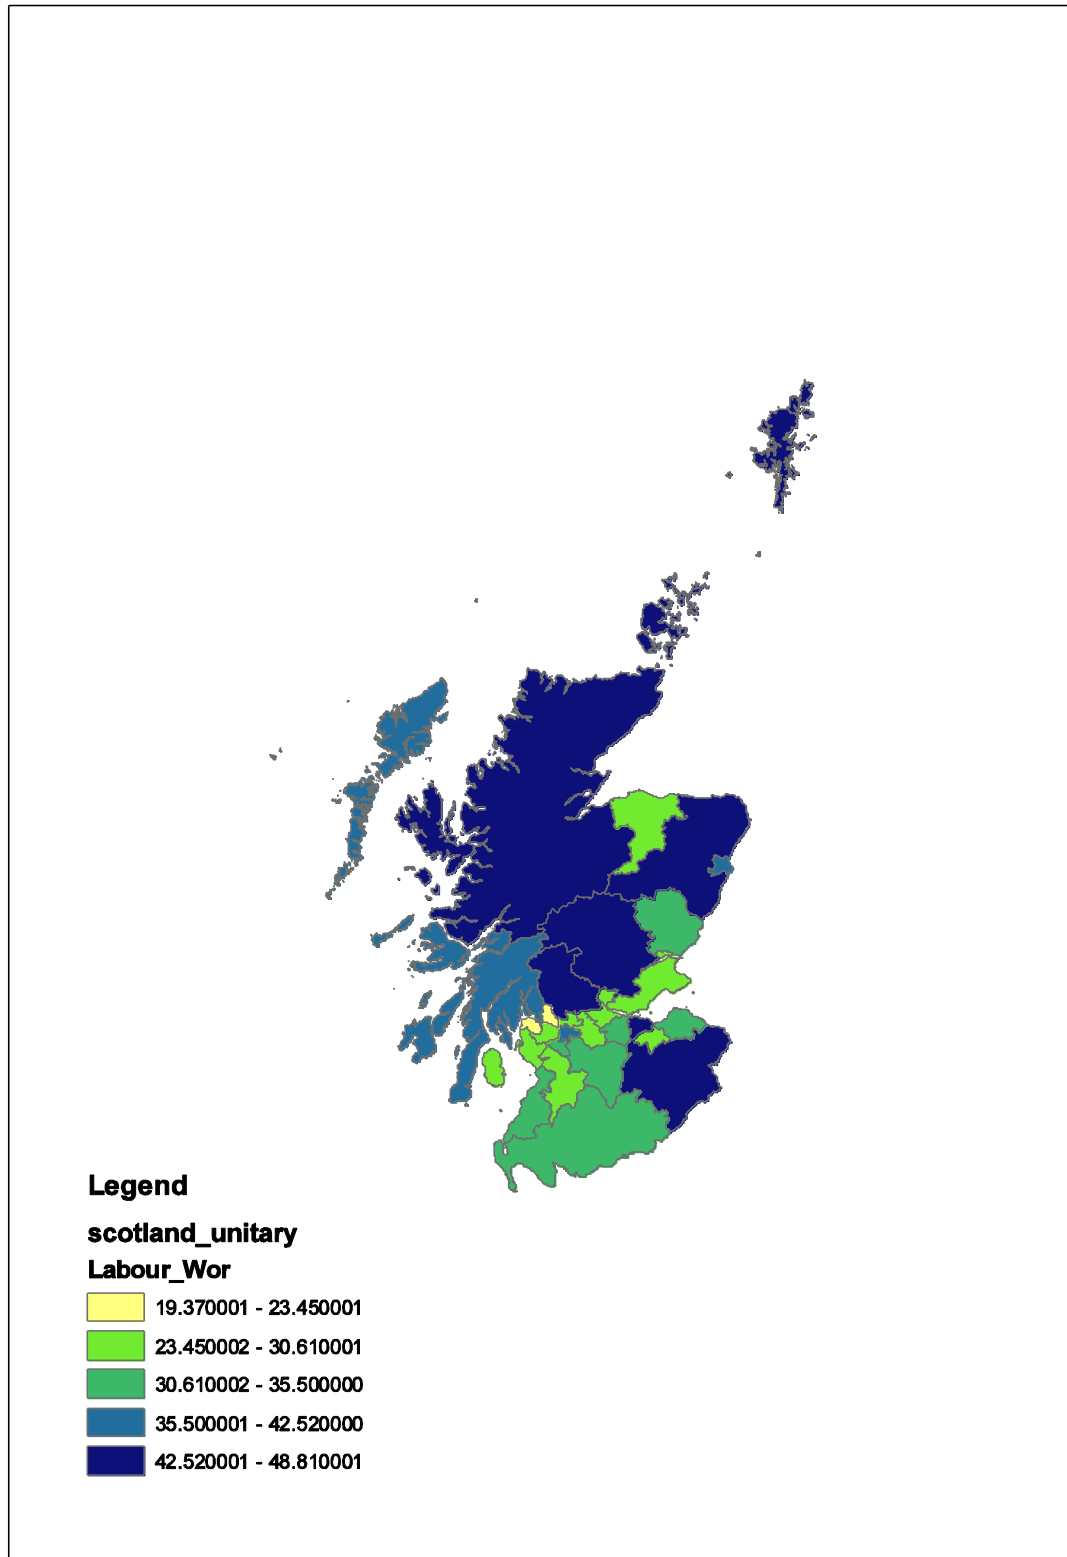 Legend
scotland_unitary
Labour_Wor
19.370001 - 23.450001
23.450002 - 30.610001
30.610002 - 35.500000
35.500001 - 42.520000
42.520001 - 48.810001